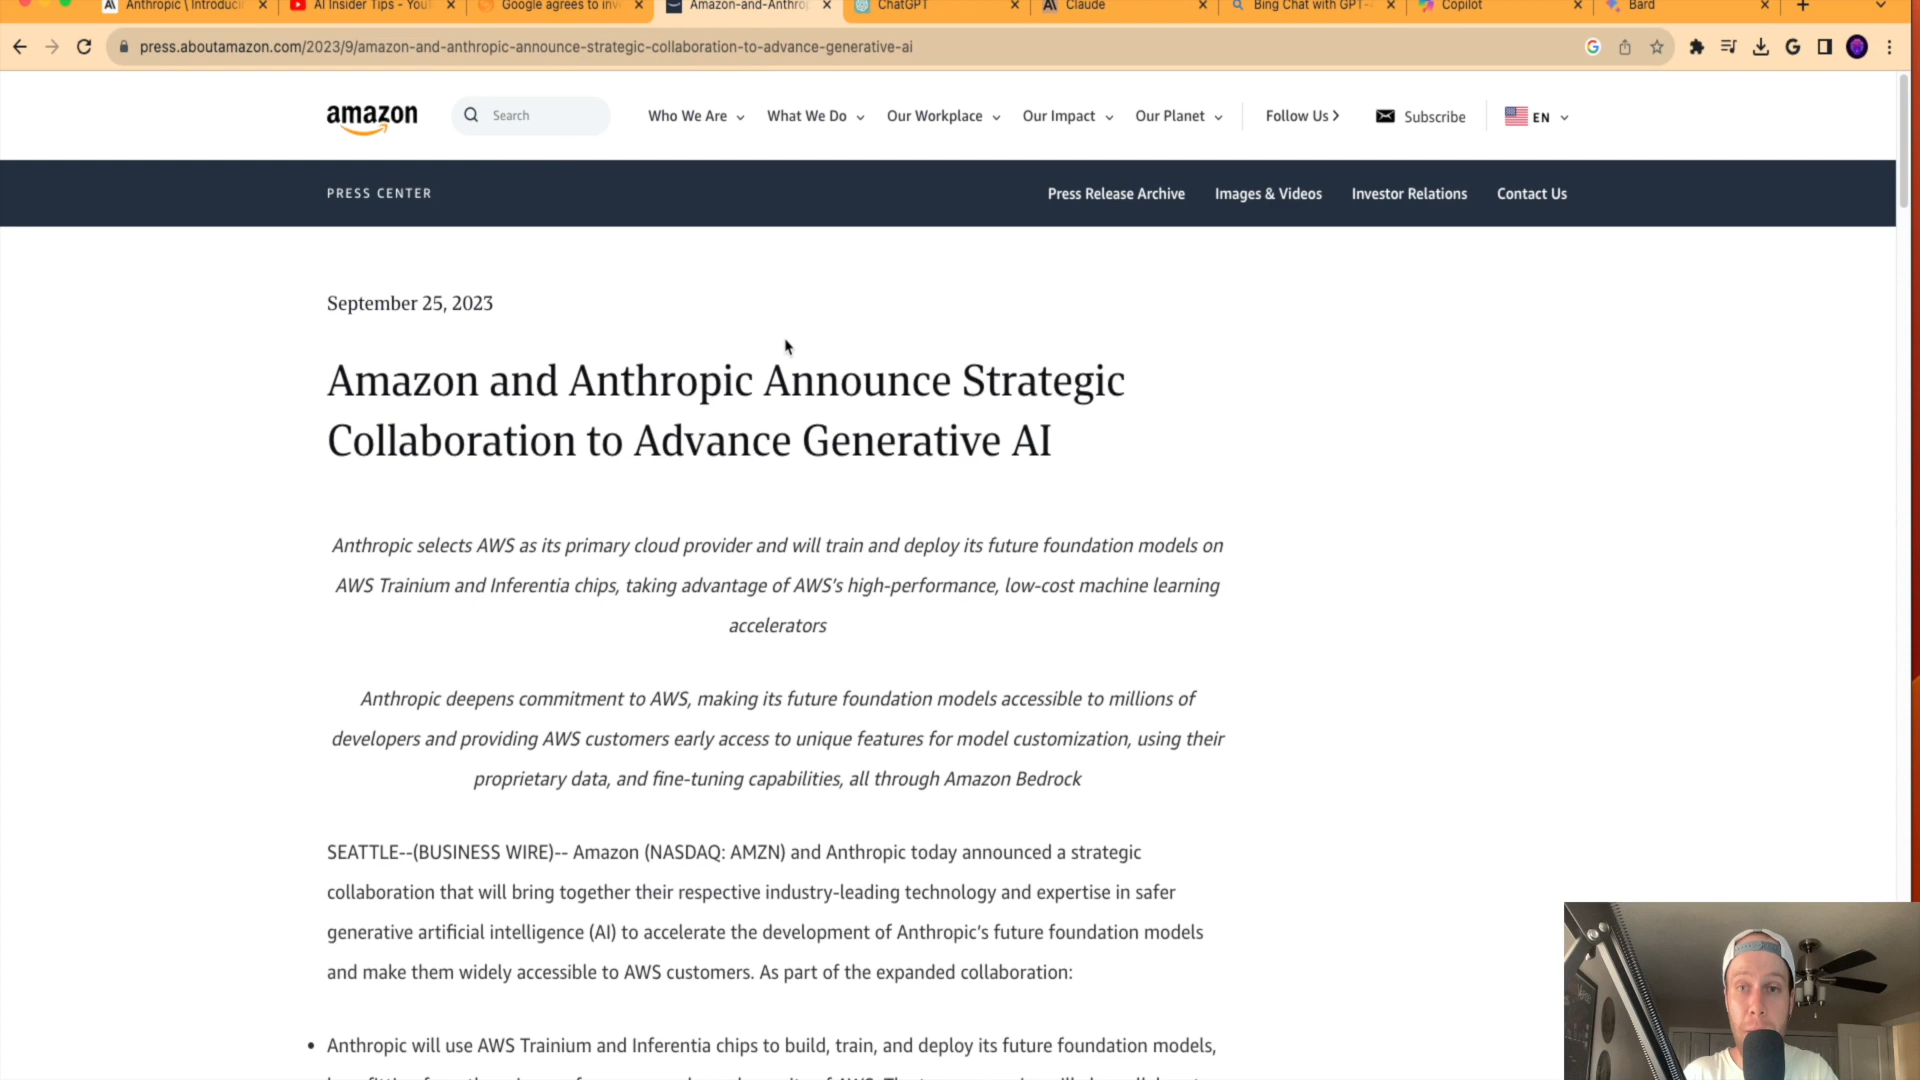 Anthropic \ Introduci
AI Insider Tips - YouT
Google agrees to inv
Amazon-and-Anthrop
ChatGPT
Claude
Bing Chat with GPT-4
Copilot
Bard
press.aboutamazon.com/2023/9/amazon-and-anthropic-announce-strategic-collaboration-to-advance-generative-ai
amazon
Search
Who We Are
What We Do
Our Workplace
Our Impact
Our Planet
Follow Us
Subscribe
EN
PRESS CENTER
Press Release Archive
Images & Videos
Investor Relations
Contact Us
September 25, 2023
Amazon and Anthropic Announce Strategic
Collaboration to Advance Generative AI
Anthropic selects AWS as its primary cloud provider and will train and deploy its future foundation models on
AWS Trainium and Inferentia chips, taking advantage of AWS’s high-performance, low-cost machine learning
accelerators
Anthropic deepens commitment to AWS, making its future foundation models accessible to millions of
developers and providing AWS customers early access to unique features for model customization, using their
proprietary data, and fine-tuning capabilities, all through Amazon Bedrock
SEATTLE--(BUSINESS WIRE)-- Amazon (NASDAQ: AMZN) and Anthropic today announced a strategic
collaboration that will bring together their respective industry-leading technology and expertise in safer
generative artificial intelligence (AI) to accelerate the development of Anthropic’s future foundation models
and make them widely accessible to AWS customers. As part of the expanded collaboration:
• Anthropic will use AWS Trainium and Inferentia chips to build, train, and deploy its future foundation models,